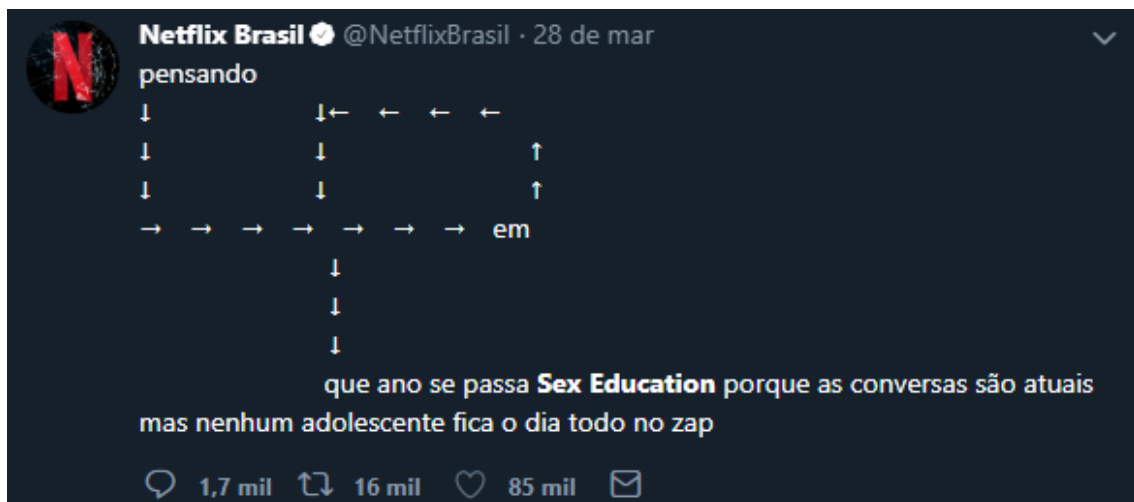 Netflix Brasil @NetflixBrasil · 28 de mar
pensando
↓ ↓← ← ← ←
↓ ↓ ↑
↓ ↓ ↑
→ → → → → → → em
↓
↓
↓
que ano se passa Sex Education porque as conversas são atuais
mas nenhum adolescente fica o dia todo no zap
1,7 mil 16 mil 85 mil